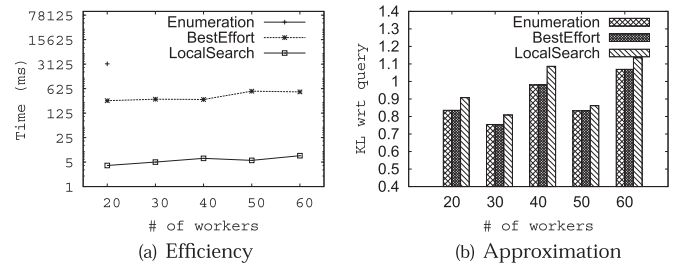 78125
15625
3125
625
125
25
5
1
Time (ms)
Enumeration
BestEffort
LocalSearch
20 30 40 50 60
# of workers
(a) Efficiency
1.4
1.3
1.2
1.1
1
0.9
0.8
0.7
0.6
0.5
0.4
KL wrt query
Enumeration
BestEffort
LocalSearch
20 30 40 50 60
# of workers
(b) Approximation